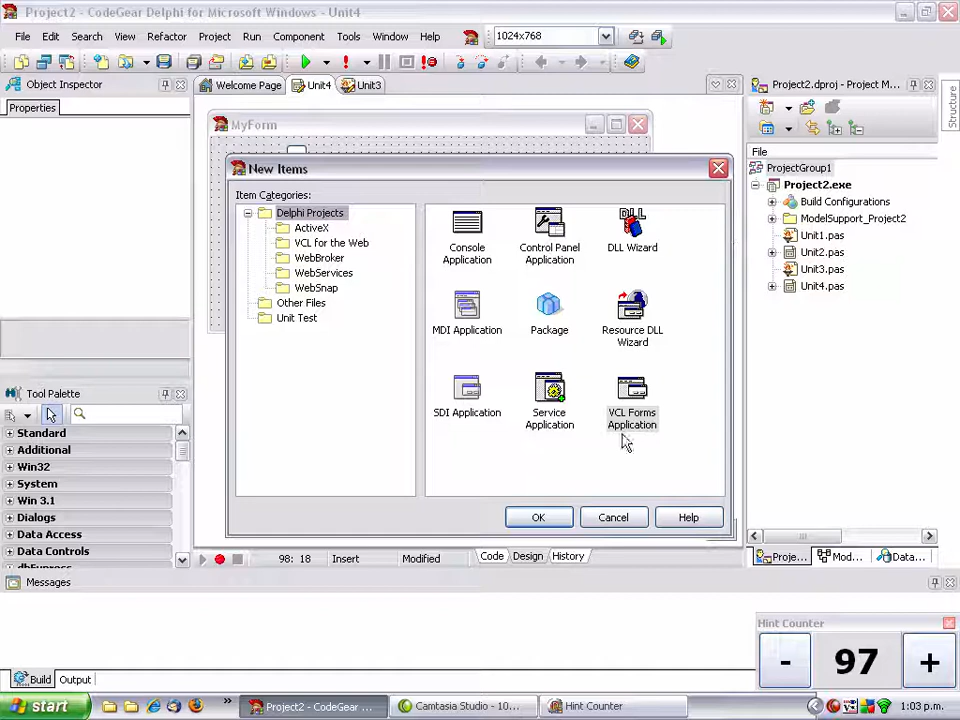 Project2 - CodeGear Delphi for Microsoft Windows - Unit4
File Edit Search View Refactor Project Run Component Tools Window Help
1024x768
Object Inspector
Welcome Page Unit4 Unit3
Project2.dproj - Project M...
Structure
Properties
MyForm
File
ProjectGroup1
Project2.exe
Build Configurations
ModelSupport_Project2
Unit1.pas
Unit2.pas
Unit3.pas
Unit4.pas
New Items
Item Categories:
Delphi Projects
ActiveX
VCL for the Web
WebBroker
WebServices
WebSnap
Other Files
Unit Test
Console Application
Control Panel Application
DLL Wizard
MDI Application
Package
Resource DLL Wizard
SDI Application
Service Application
VCL Forms Application
OK Cancel Help
Tool Palette
Standard
Additional
Win32
System
Win 3.1
Dialogs
Data Access
Data Controls
dbExpress
98: 18 Insert Modified Code Design History
Proje... Mod... Data...
Messages
Hint Counter
- 97 +
Build Output
start
»
Project2 - CodeGear ...
Camtasia Studio - 10...
Hint Counter
1:03 p.m.